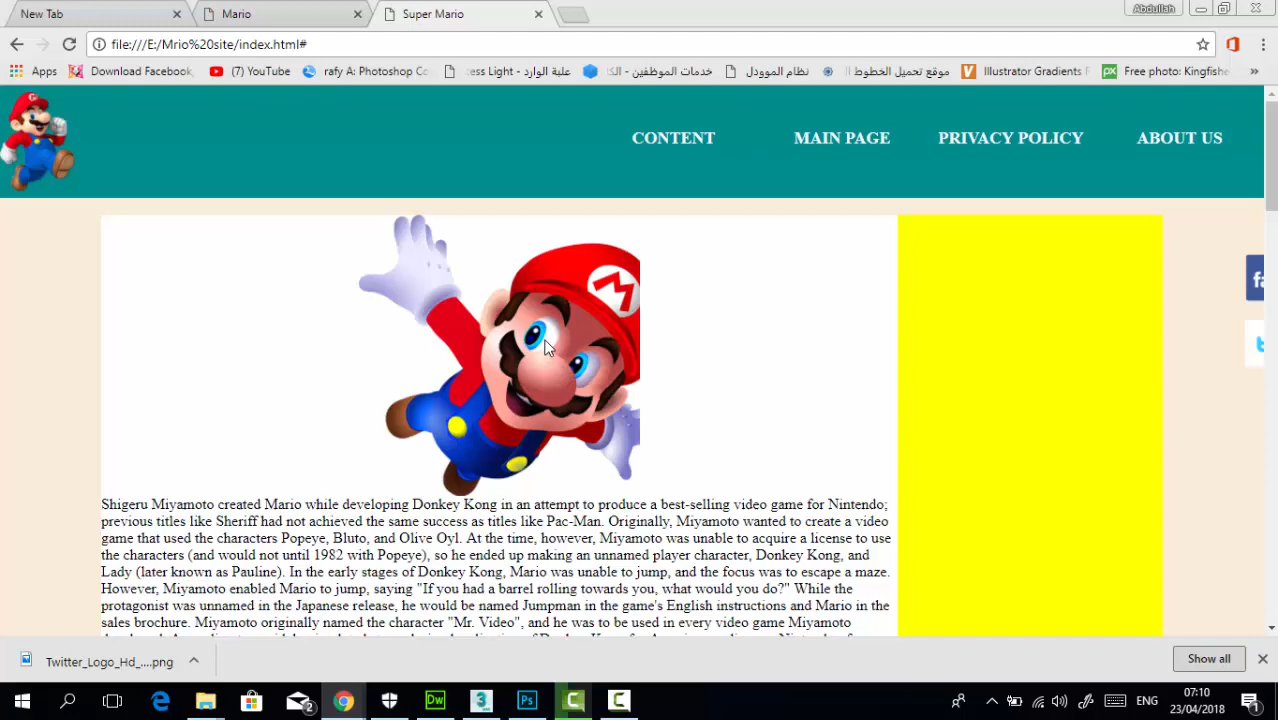 New Tab
Mario
Super Mario
Abdullah
file:///E:/Mrio%20site/index.html#
Apps
Download Facebook
(7) YouTube
rafy A: Photoshop
ess Light - علبة الوارد
خدمات الموظفين - الكا
نظام الموودل
موقع تحميل الخطوط
Illustrator Gradients
Free photo: Kingfishe
CONTENT
MAIN PAGE
PRIVACY POLICY
ABOUT US
M
Shigeru Miyamoto created Mario while developing Donkey Kong in an attempt to produce a best-selling video game for Nintendo;
previous titles like Sheriff had not achieved the same success as titles like Pac-Man. Originally, Miyamoto wanted to create a video
game that used the characters Popeye, Bluto, and Olive Oyl. At the time, however, Miyamoto was unable to acquire a license to use
the characters (and would not until 1982 with Popeye), so he ended up making an unnamed player character, Donkey Kong, and
Lady (later known as Pauline). In the early stages of Donkey Kong, Mario was unable to jump, and the focus was to escape a maze.
However, Miyamoto enabled Mario to jump, saying "If you had a barrel rolling towards you, what would you do?" While the
protagonist was unnamed in the Japanese release, he would be named Jumpman in the game's English instructions and Mario in the
sales brochure. Miyamoto originally named the character "Mr. Video", and he was to be used in every video game Miyamoto
Twitter_Logo_Hd_....png
Show all
Dw
3
Ps
2
ENG
07:10
23/04/2018
1